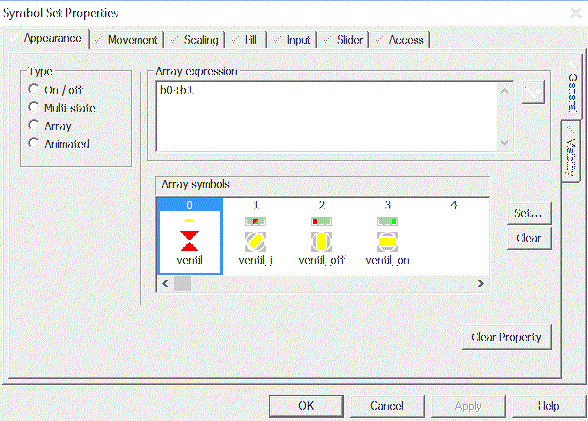 Symbol Set Properties
Appearance
Movement
Scaling
Fill
Input
Slider
Access
Type
On / off
Multi-state
Array
Animated
Array expression
General
Visibility
Array symbols
0 1 2 3 4
ventil ventil_i ventil_off ventil_on
Set...
Clear
Clear Property
OK
Cancel
Apply
Help